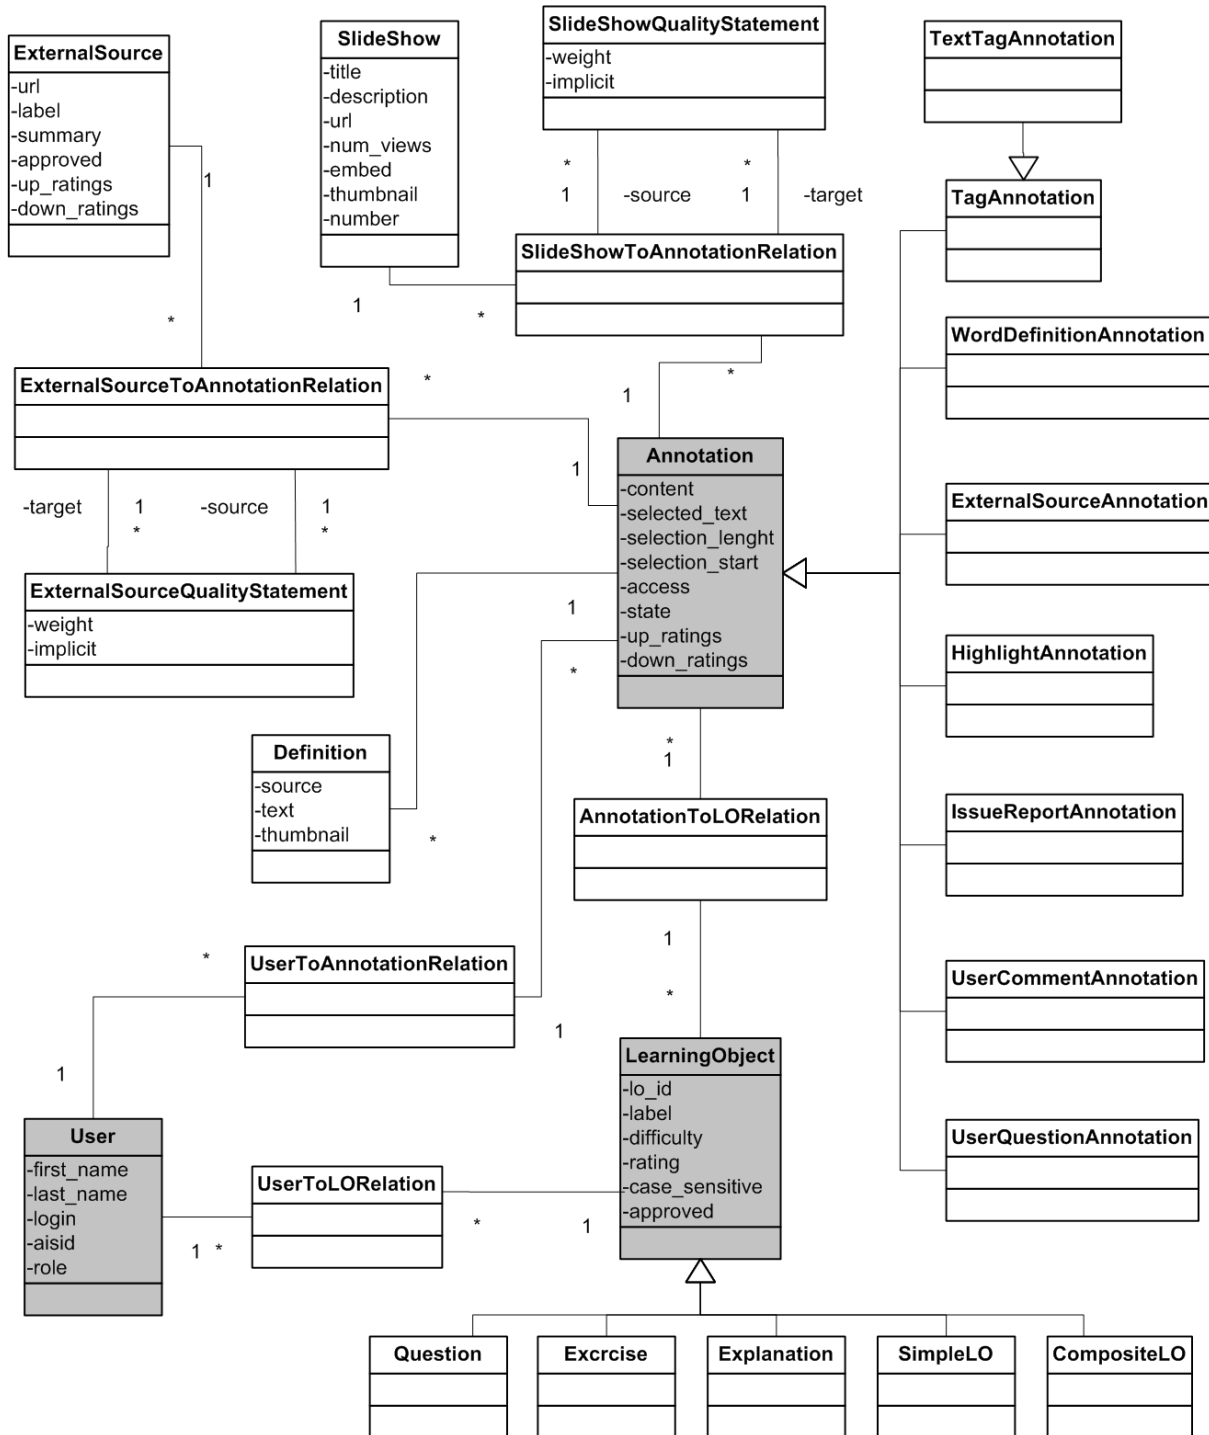 ExternalSource
-url
-label
-summary
-approved
-up_ratings
-down_ratings
SlideShow
-title
-description
-url
-num_views
-embed
-thumbnail
-number
SlideShowQualityStatement
-weight
-implicit
TextTagAnnotation
1
*
*
1
-source
1
-target
TagAnnotation
SlideShowToAnnotationRelation
1
*
*
*
1
WordDefinitionAnnotation
ExternalSourceToAnnotationRelation
*
1
-target
1
*
-source
1
*
ExternalSourceQualityStatement
-weight
-implicit
Annotation
-content
-selected_text
-selection_lenght
-selection_start
-access
-state
-up_ratings
-down_ratings
ExternalSourceAnnotation
1
*
HighlightAnnotation
Definition
-source
-text
-thumbnail
*
*
1
AnnotationToLORelation
IssueReportAnnotation
*
UserToAnnotationRelation
1
1
1
*
UserCommentAnnotation
LearningObject
-lo_id
-label
-difficulty
-rating
-case_sensitive
-approved
User
-first_name
-last_name
-login
-aisid
-role
UserToLORelation
1
*
*
1
UserQuestionAnnotation
Question
Excrcise
Explanation
SimpleLO
CompositeLO